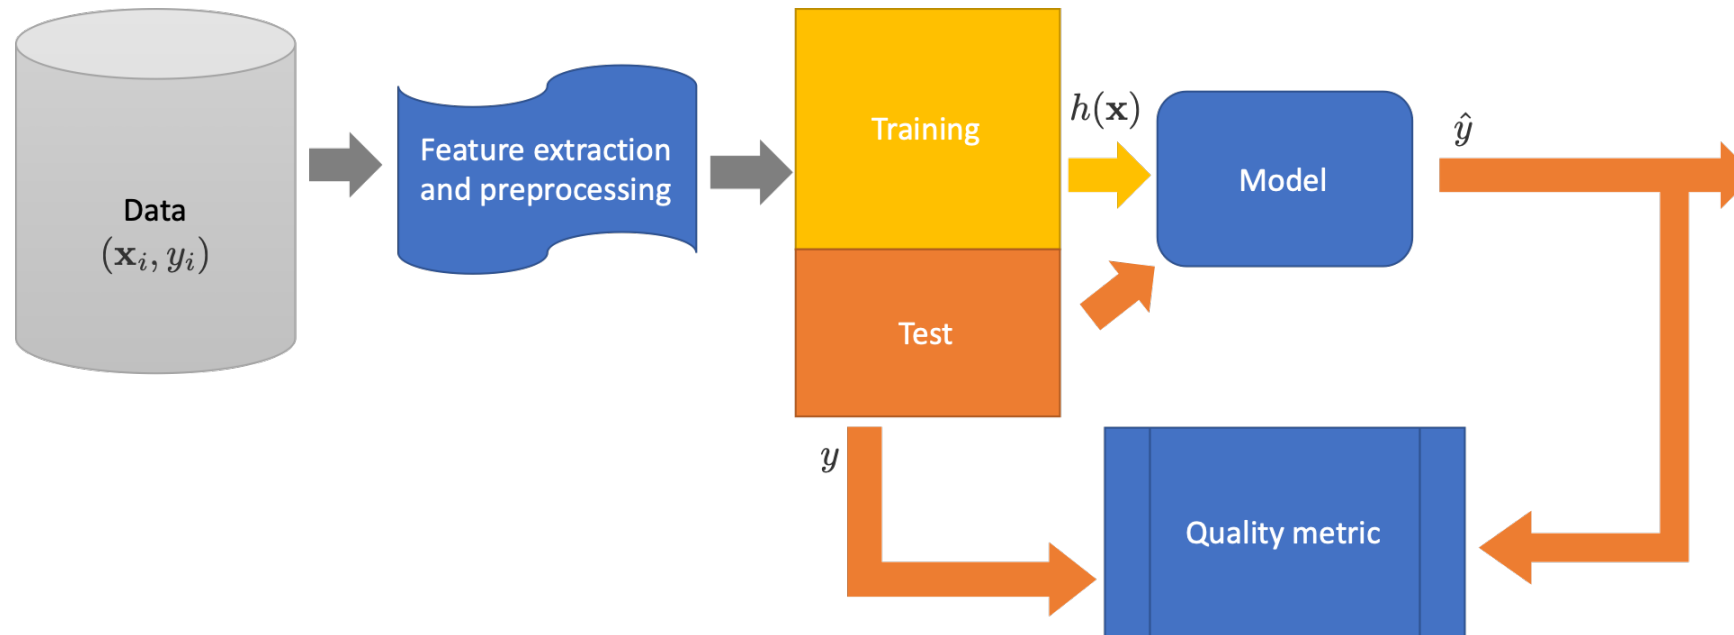 Data
(𝐱ᵢ, yᵢ)
Feature extraction
and preprocessing
Training
Test
h(𝐱)
Model
ŷ
y
Quality metric